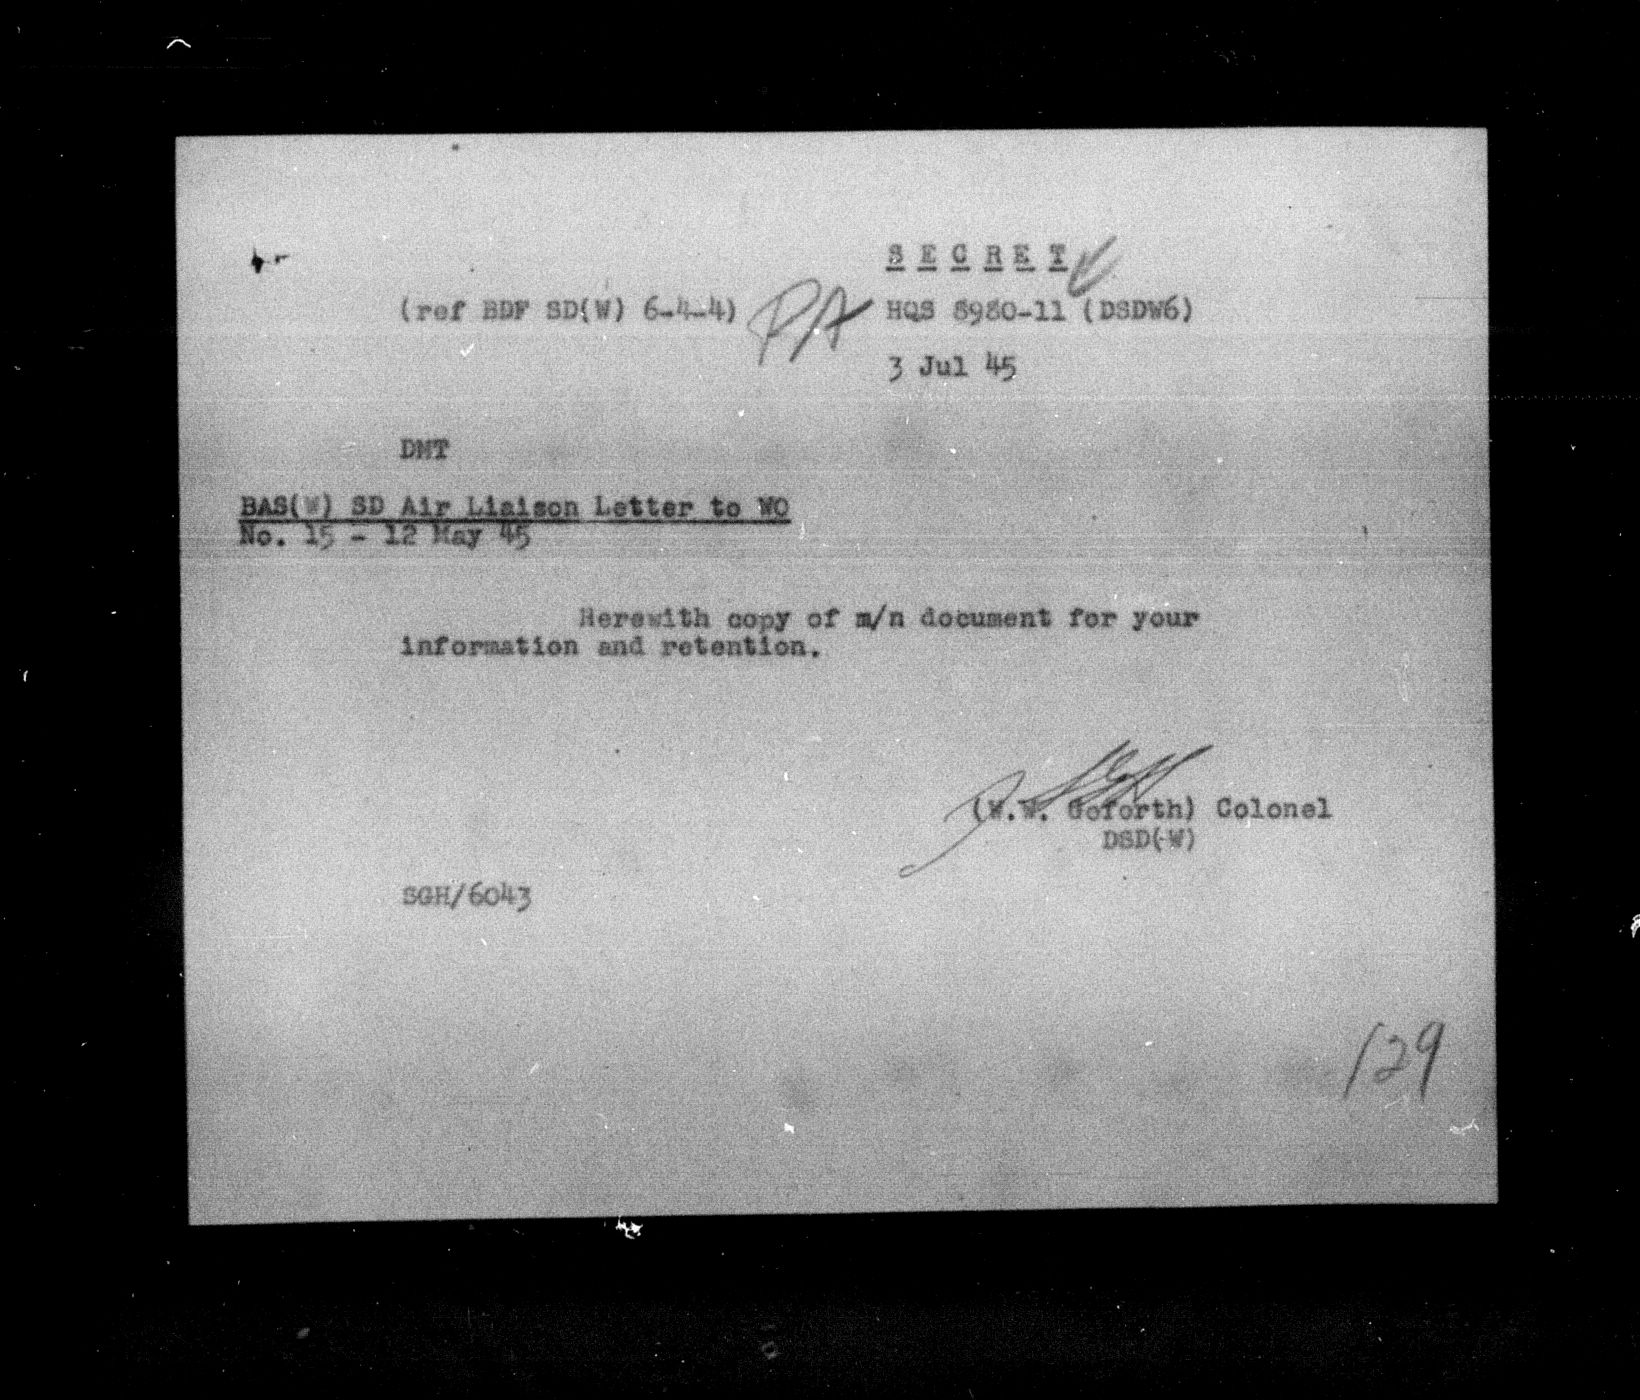 S E C R E T
(ref BDF SD(W) 6-4-4) PA HQS 8980-11 (DSDW6)
3 Jul 45
DMT
BAS(W) SD Air Liaison Letter to WO
No. 15 - 12 May 45
Herewith copy of m/n document for your
information and retention.
(W.W. Goforth) Colonel
DSD(W)
SGH/6043
129